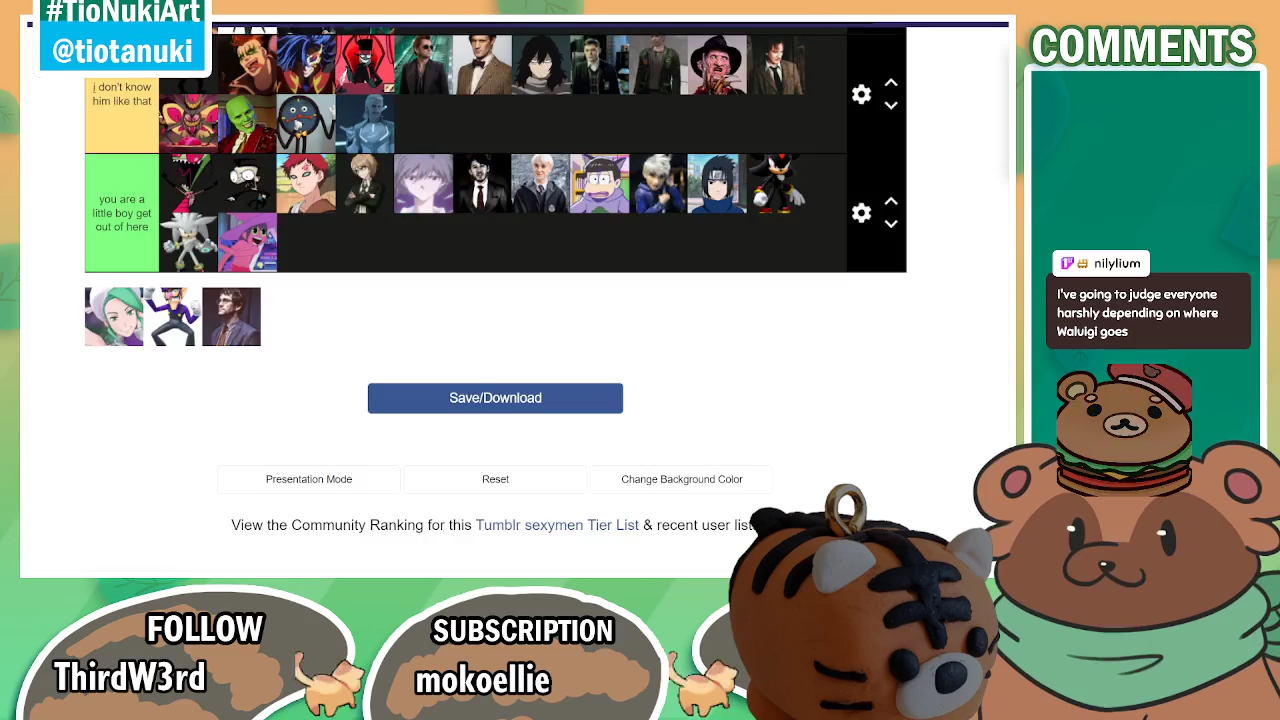 #TioNukiArt
@tiotanuki
COMMENTS
i don't know
him like that
you are a
little boy get
out of here
nilylium
I've going to judge everyone
harshly depending on where
Waluigi goes
Save/Download
Presentation Mode
Reset
Change Background Color
View the Community Ranking for this Tumblr sexymen Tier List & recent user list
FOLLOW
ThirdW3rd
SUBSCRIPTION
mokoellie